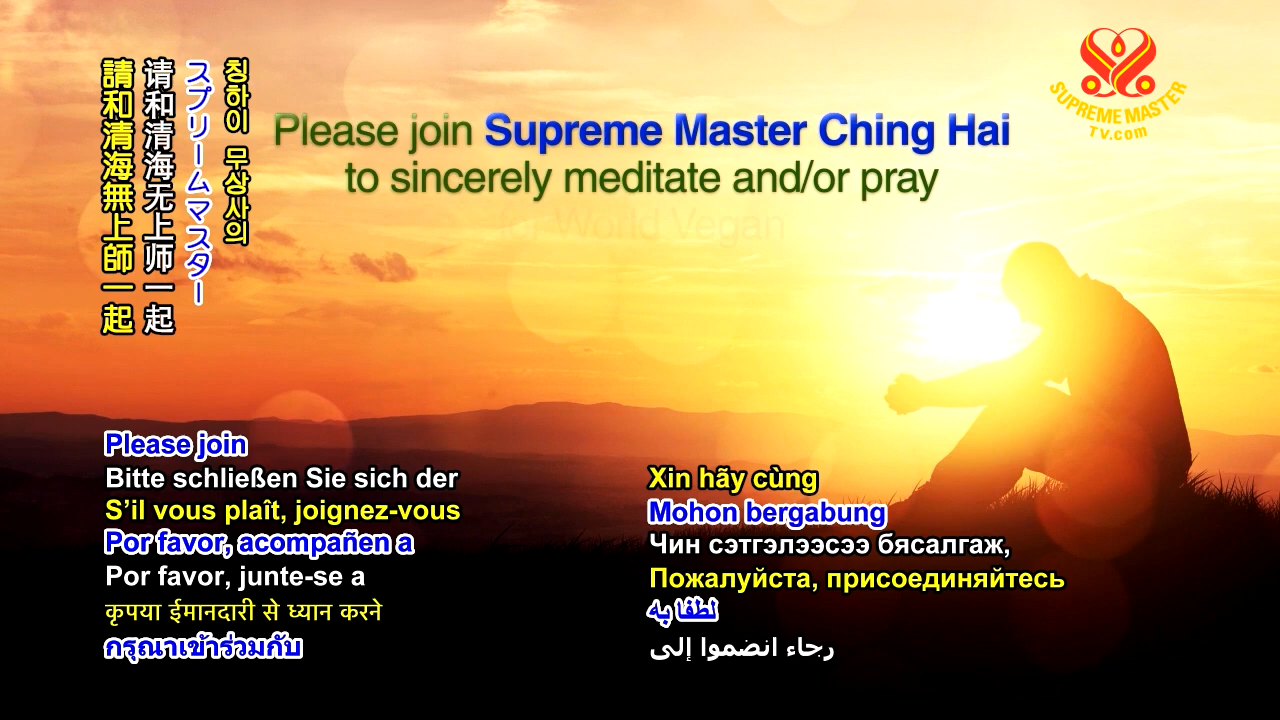 請和清海無上師一起
请和清海无上师一起
スプリームマスター
칭하이 무상사의
Please join Supreme Master Ching Hai
to sincerely meditate and/or pray
for World Vegan
SUPREME MASTER
TV.com
Please join
Bitte schließen Sie sich der
S’il vous plaît, joignez-vous
Por favor, acompañen a
Por favor, junte-se a
कृपया ईमानदारी से ध्यान करने
กรุณาเข้าร่วมกับ
Xin hãy cùng
Mohon bergabung
Чин сэтгэлээсээ бясалгаж,
Пожалуйста, присоединяйтесь
لطفا به
رجاء انضموا إلى